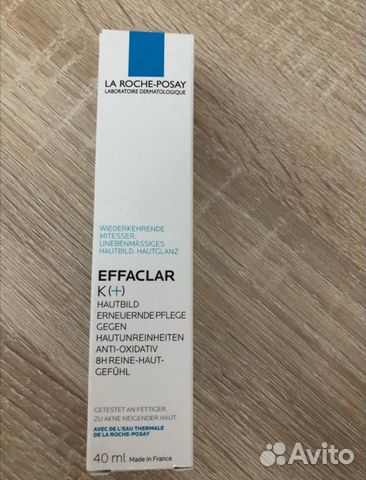 LA ROCHE-POSAY
LABORATOIRE DERMATOLOGIQUE
WIEDERKEHRENDE
MITESSER,
UNEBENMÄSSIGES
HAUTBILD, HAUTGLANZ
EFFACLAR
K(+)
HAUTBILD
ERNEUERNDE PFLEGE
GEGEN
HAUTUNREINHEITEN
ANTI-OXIDATIV
8H REINE-HAUT-
GEFÜHL
GETESTET AN FETTIGER,
ZU AKNE NEIGENDER HAUT
AVEC DE L'EAU THERMALE
DE LA ROCHE-POSAY
40 ml Made in France
Avito